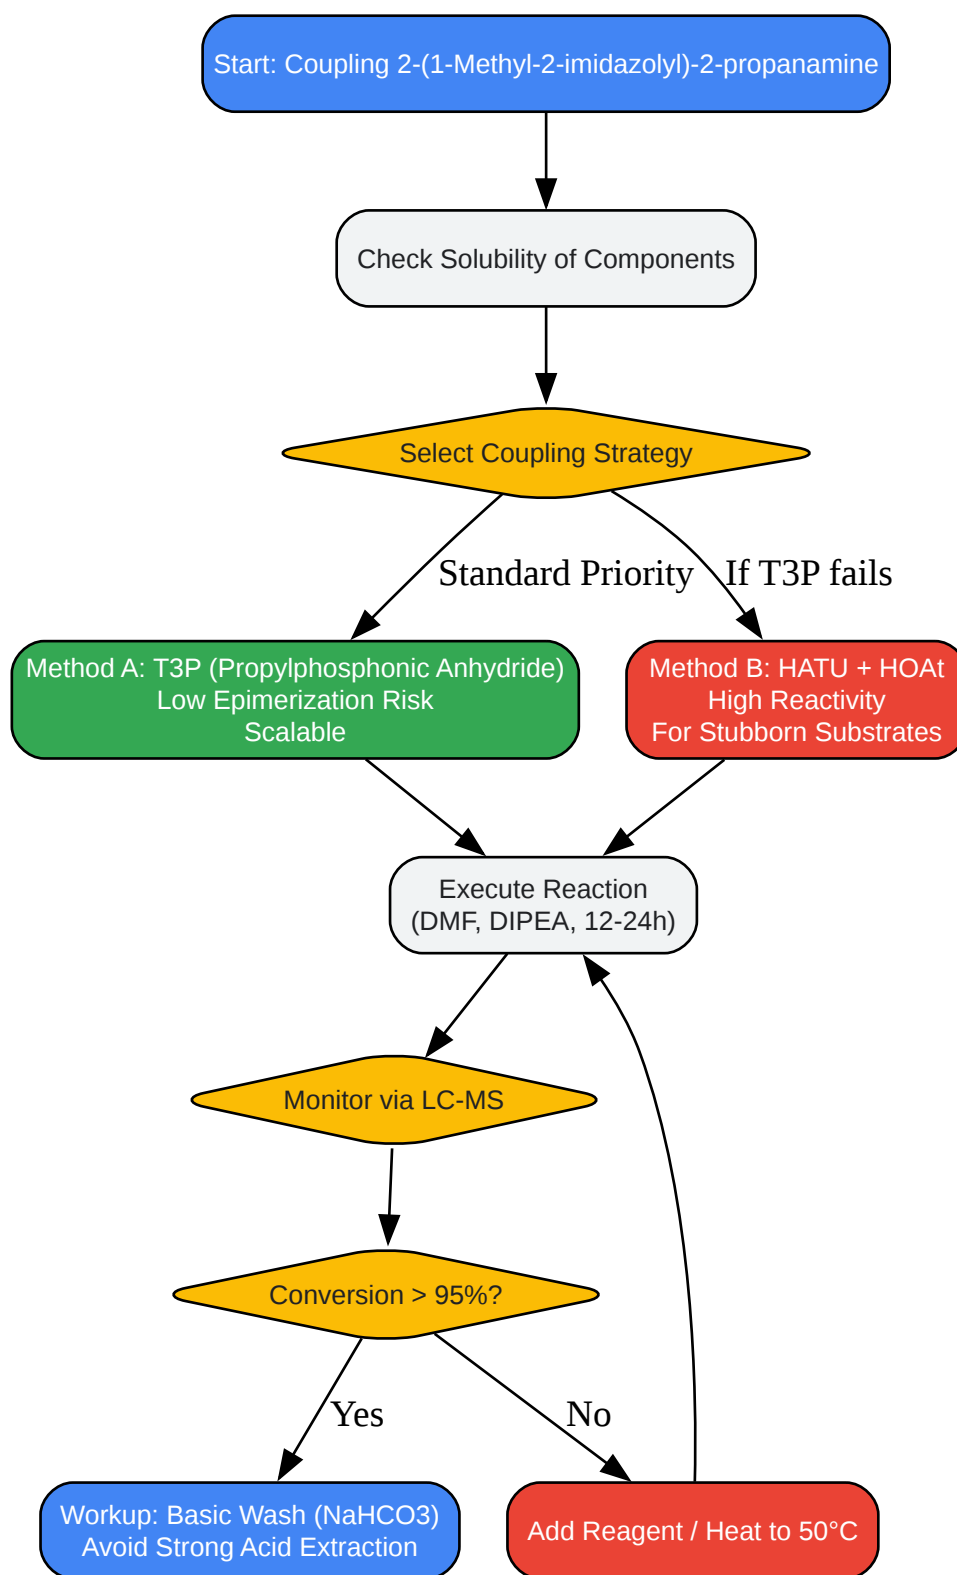 Start: Coupling 2-(1-Methyl-2-imidazolyl)-2-propanamine
Check Solubility of Components
Select Coupling Strategy
Standard Priority
If T3P fails
Method A: T3P (Propylphosphonic Anhydride)
Low Epimerization Risk
Scalable
Method B: HATU + HOAt
High Reactivity
For Stubborn Substrates
Execute Reaction
(DMF, DIPEA, 12-24h)
Monitor via LC-MS
Conversion > 95%?
Yes
No
Workup: Basic Wash (NaHCO3)
Avoid Strong Acid Extraction
Add Reagent / Heat to 50°C